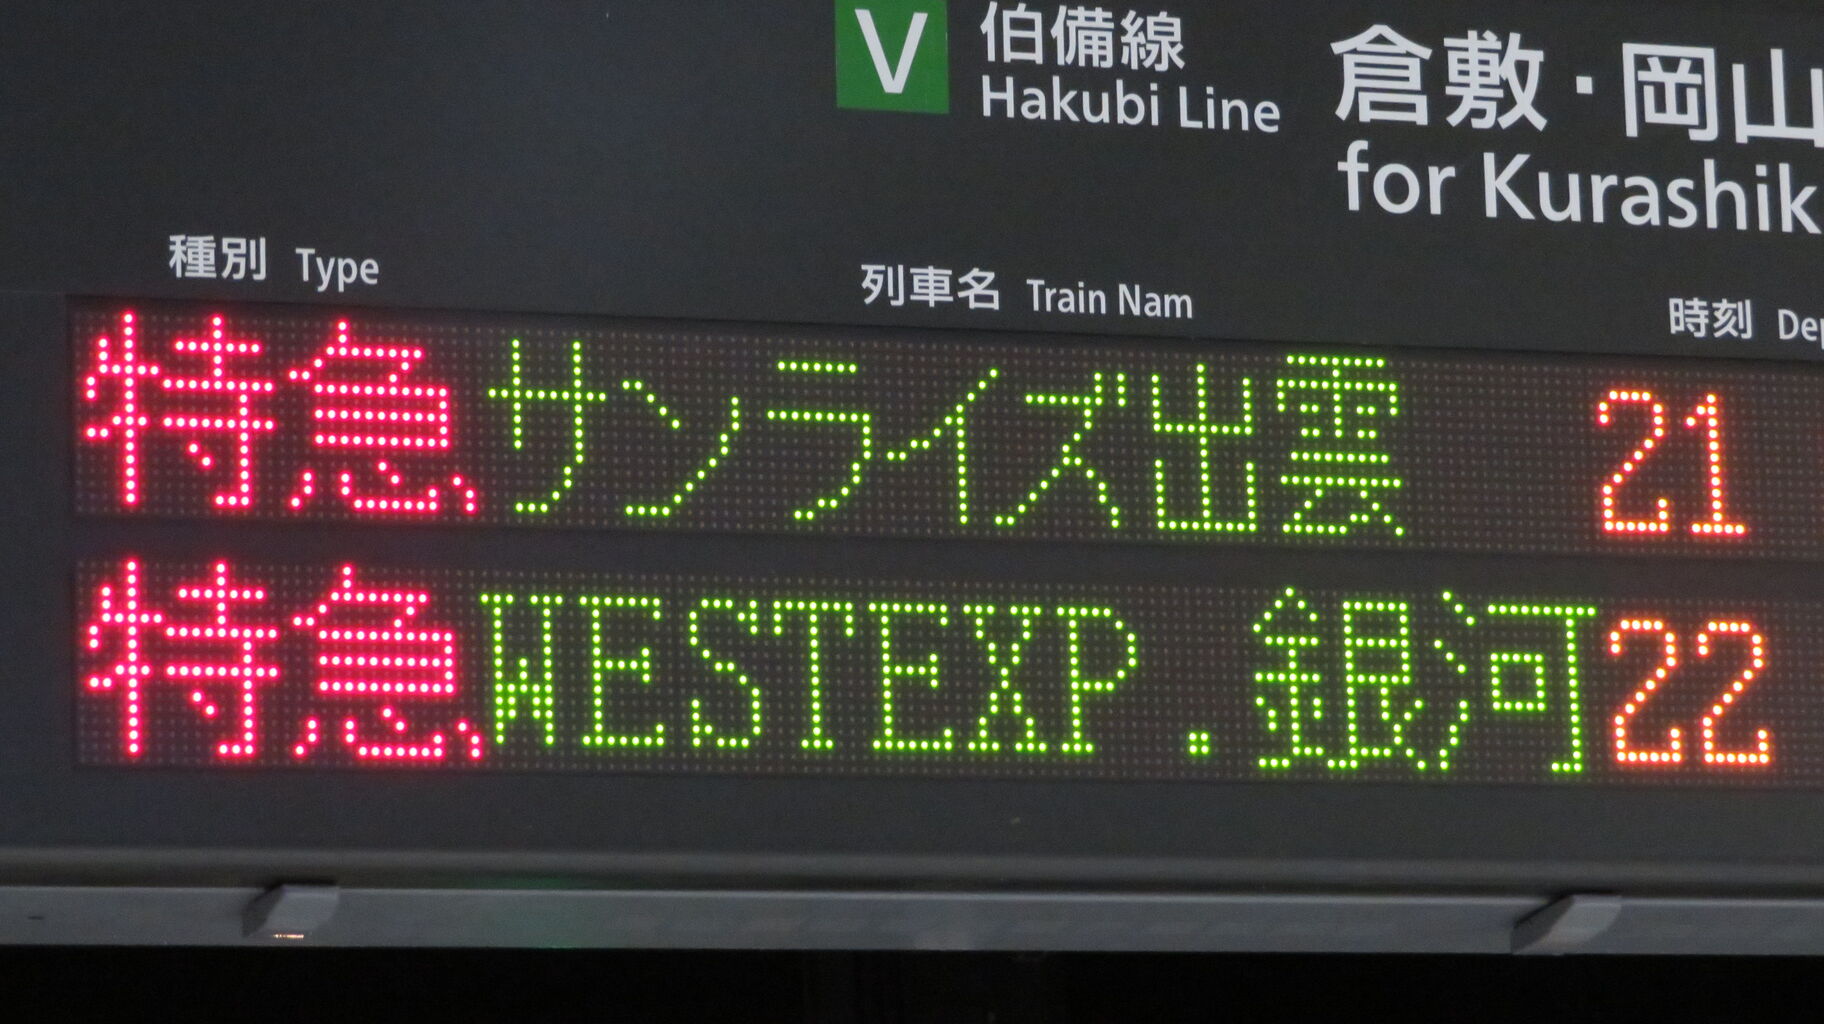 V 伯備線 倉敷・岡山
Hakubi Line for Kurashik
種別 Type 列車名 Train Nam 時刻 Dep
特急 サンライズ出雲 21
特急 WESTEXP.銀河 22